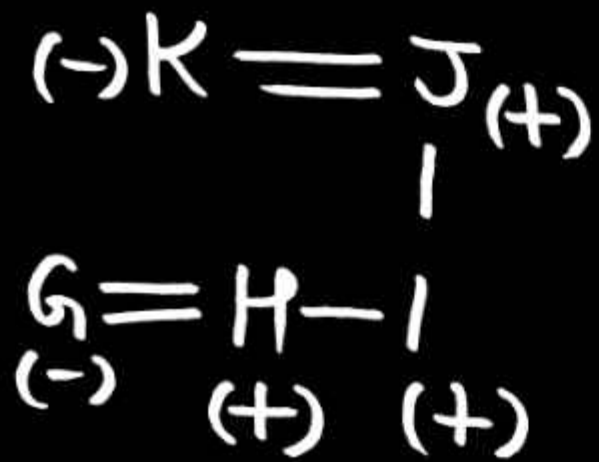 (-) K = J (+)
|
G = H - I
(-) (+) (+)